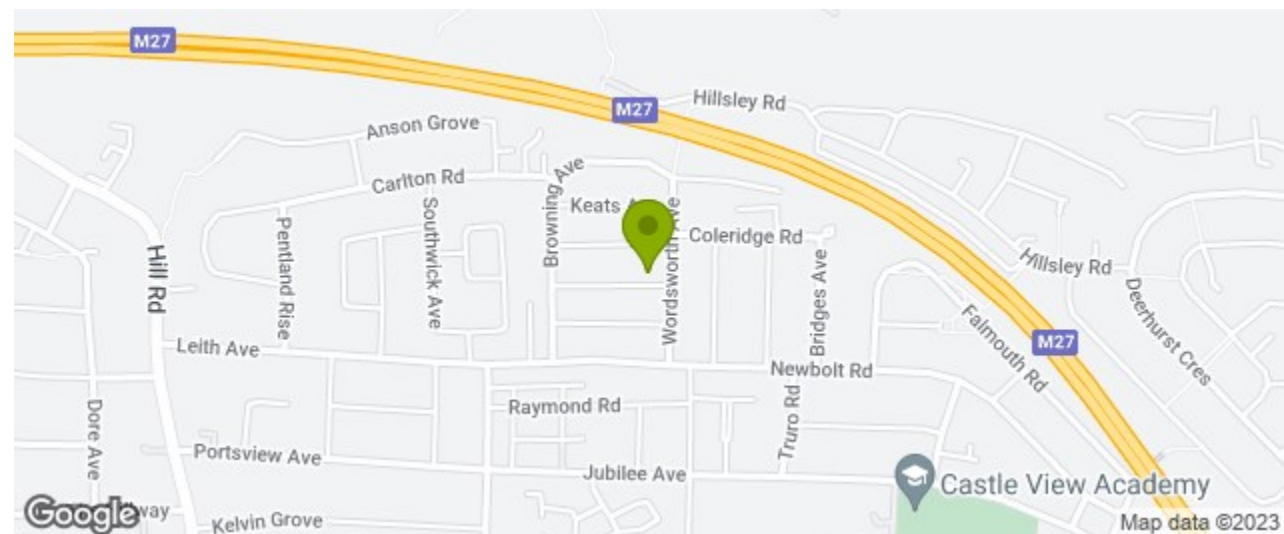 M27
M27
Hillsley Rd
Anson Grove
Carlton Rd
Browning Ave
Keats A
Southwick Ave
Pentland Rise
Wordsworth Ave
Coleridge Rd
Hill Rd
Bridges Ave
Hillsley Rd
Deerhurst Cres
Falmouth Rd
M27
Leith Ave
Newbolt Rd
Raymond Rd
Truro Rd
Dore Ave
Portsview Ave
Jubilee Ave
Castle View Academy
Google
way
Kelvin Grove
Map data ©2023